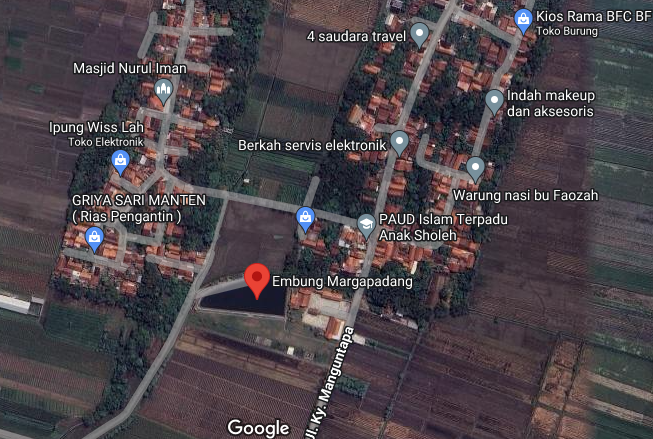 Kios Rama BFC BF
Toko Burung
4 saudara travel
Masjid Nurul Iman
Indah makeup
dan aksesoris
Ipung Wiss Lah
Toko Elektronik
Berkah servis elektronik
Warung nasi bu Faozah
GRIYA SARI MANTEN
( Rias Pengantin )
PAUD Islam Terpadu
Anak Sholeh
Embung Margapadang
Jl. Ky. Manguntapa
Google